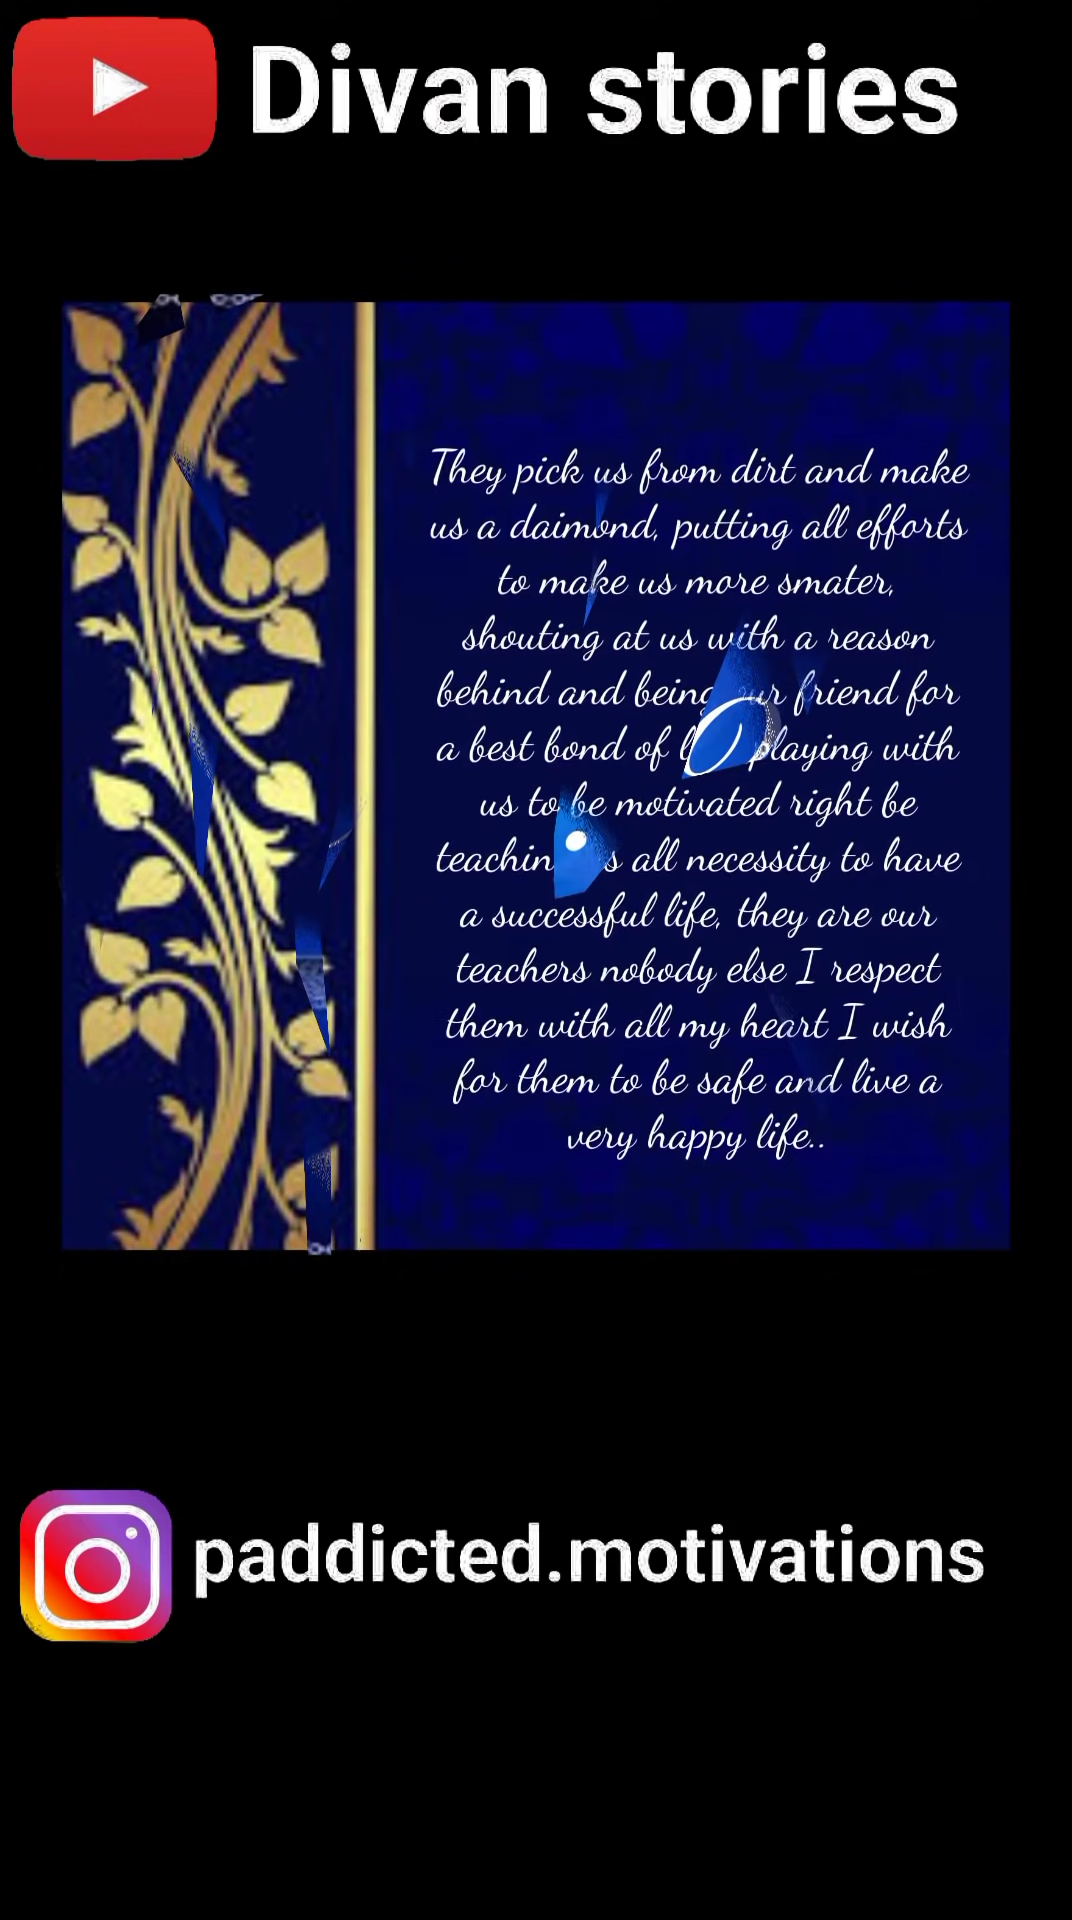 Divan stories
They pick us from dirt and make
us a daimond, putting all efforts
to make us more smater,
shouting at us with a reason
behind and being friend for
a best bond of playing with
us to be motivated right be
all necessity to have
a successful life, they are our
teachers nobody else I respect
them with all my heart I wish
for them to be safe and live a
very happy life..
paddicted.motivations